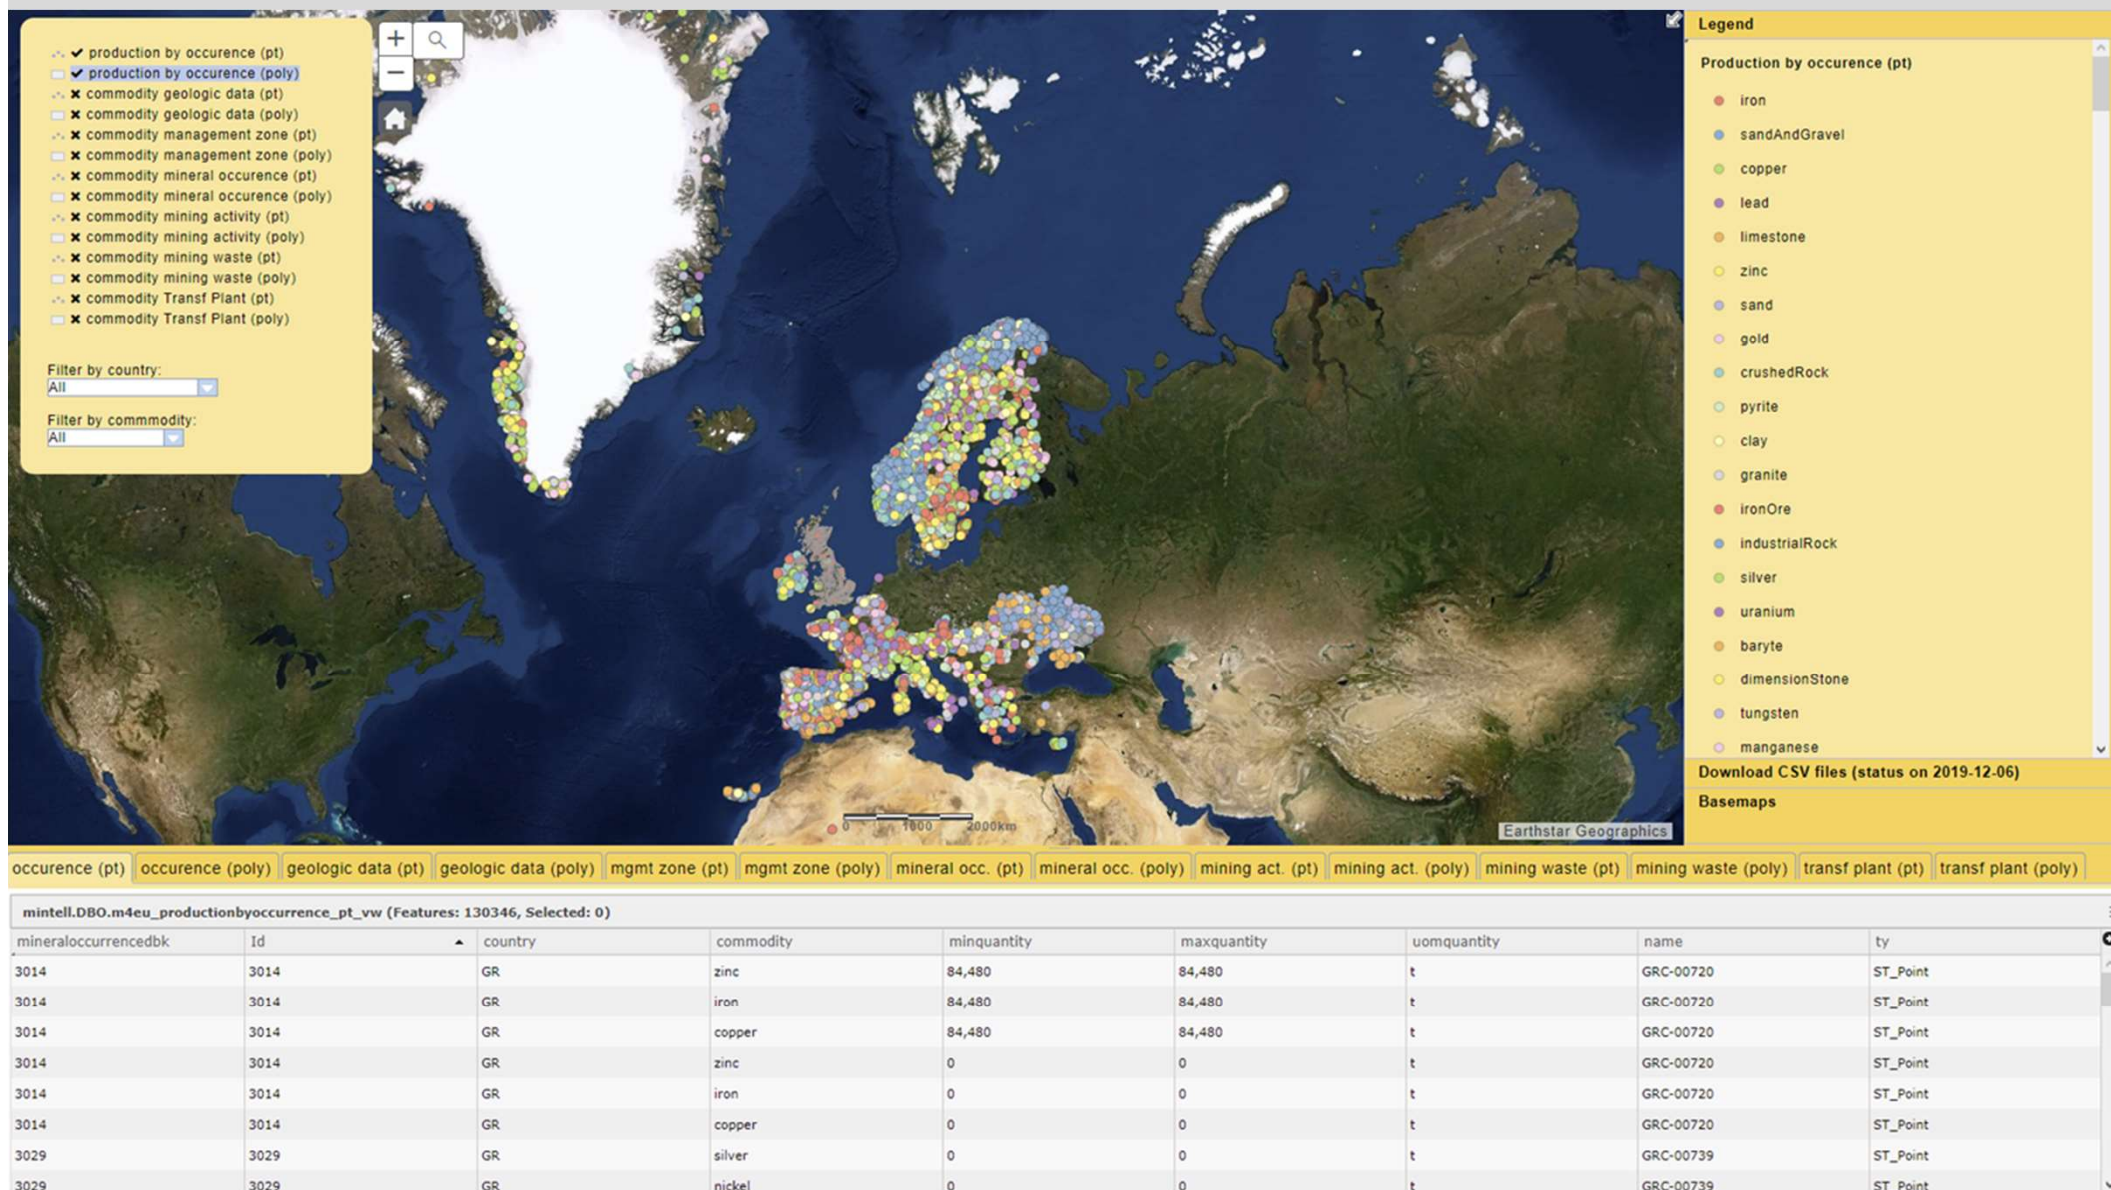 production by occurence (pt)
production by occurence (poly)
commodity geologic data (pt)
commodity geologic data (poly)
commodity management zone (pt)
commodity management zone (poly)
commodity mineral occurence (pt)
commodity mineral occurence (poly)
commodity mining activity (pt)
commodity mining activity (poly)
commodity mining waste (pt)
commodity mining waste (poly)
commodity Transf Plant (pt)
commodity Transf Plant (poly)
Filter by country:
All
Filter by commmodity:
All
0 1000 2000km
Earthstar Geographics
Legend
Production by occurence (pt)
iron
sandAndGravel
copper
lead
limestone
zinc
sand
gold
crushedRock
pyrite
clay
granite
ironOre
industrialRock
silver
uranium
baryte
dimensionStone
tungsten
manganese
Download CSV files (status on 2019-12-06)
Basemaps
occurence (pt) occurence (poly) geologic data (pt) geologic data (poly) mgmt zone (pt) mgmt zone (poly) mineral occ. (pt) mineral occ. (poly) mining act. (pt) mining act. (poly) mining waste (pt) mining waste (poly) transf plant (pt) transf plant (poly)
mintell.DBO.m4eu_productionbyoccurrence_pt_vw (Features: 130346, Selected: 0)
mineraloccurrencedbk Id country commodity minquantity maxquantity uomquantity name ty
3014 3014 GR zinc 84,480 84,480 t GRC-00720 ST_Point
3014 3014 GR iron 84,480 84,480 t GRC-00720 ST_Point
3014 3014 GR copper 84,480 84,480 t GRC-00720 ST_Point
3014 3014 GR zinc 0 0 t GRC-00720 ST_Point
3014 3014 GR iron 0 0 t GRC-00720 ST_Point
3014 3014 GR copper 0 0 t GRC-00720 ST_Point
3029 3029 GR silver 0 0 t GRC-00739 ST_Point
3029 3029 GR nickel 0 0 t GRC-00739 ST_Point